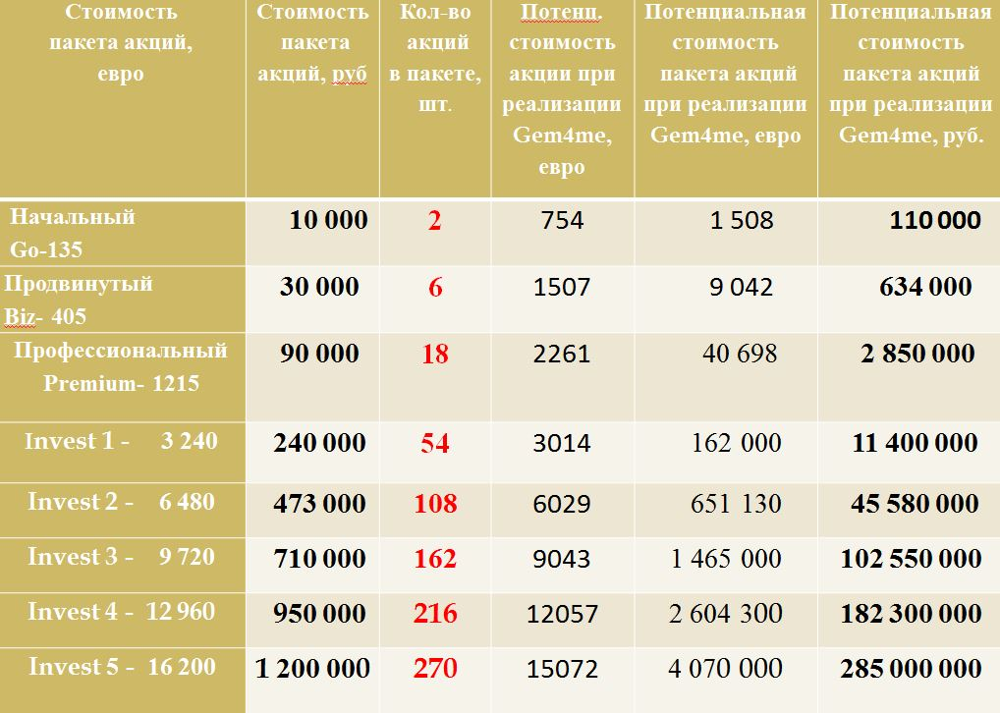 Стоимость
пакета акций,
евро
Стоимость
пакета
акций, руб
Кол-во
акций
в пакете,
шт.
Потенц.
стоимость
акции при
реализации
Gem4me,
евро
Потенциальная
стоимость
пакета акций
при реализации
Gem4me, евро
Потенциальная
стоимость
пакета акций
при реализации
Gem4me, руб.
Начальный
Go-135
10 000
2
754
1 508
110 000
Продвинутый
Biz- 405
30 000
6
1507
9 042
634 000
Профессиональный
Premium- 1215
90 000
18
2261
40 698
2 850 000
Invest 1 - 3 240
240 000
54
3014
162 000
11 400 000
Invest 2 - 6 480
473 000
108
6029
651 130
45 580 000
Invest 3 - 9 720
710 000
162
9043
1 465 000
102 550 000
Invest 4 - 12 960
950 000
216
12057
2 604 300
182 300 000
Invest 5 - 16 200
1 200 000
270
15072
4 070 000
285 000 000